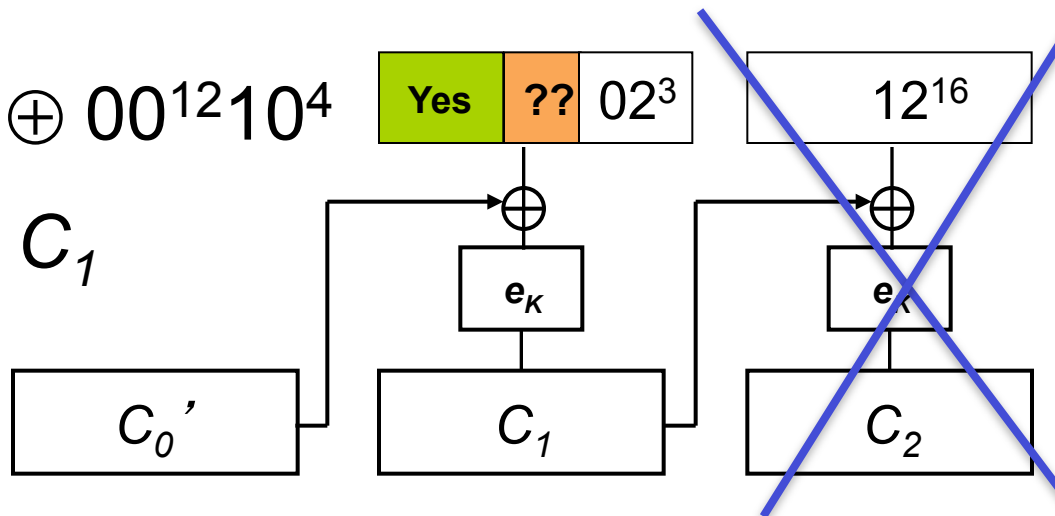 ⊕ 00¹²10⁴
Yes ?? 02³
12¹⁶
C₁
e_K
e_K
C₀’
C₁
C₂